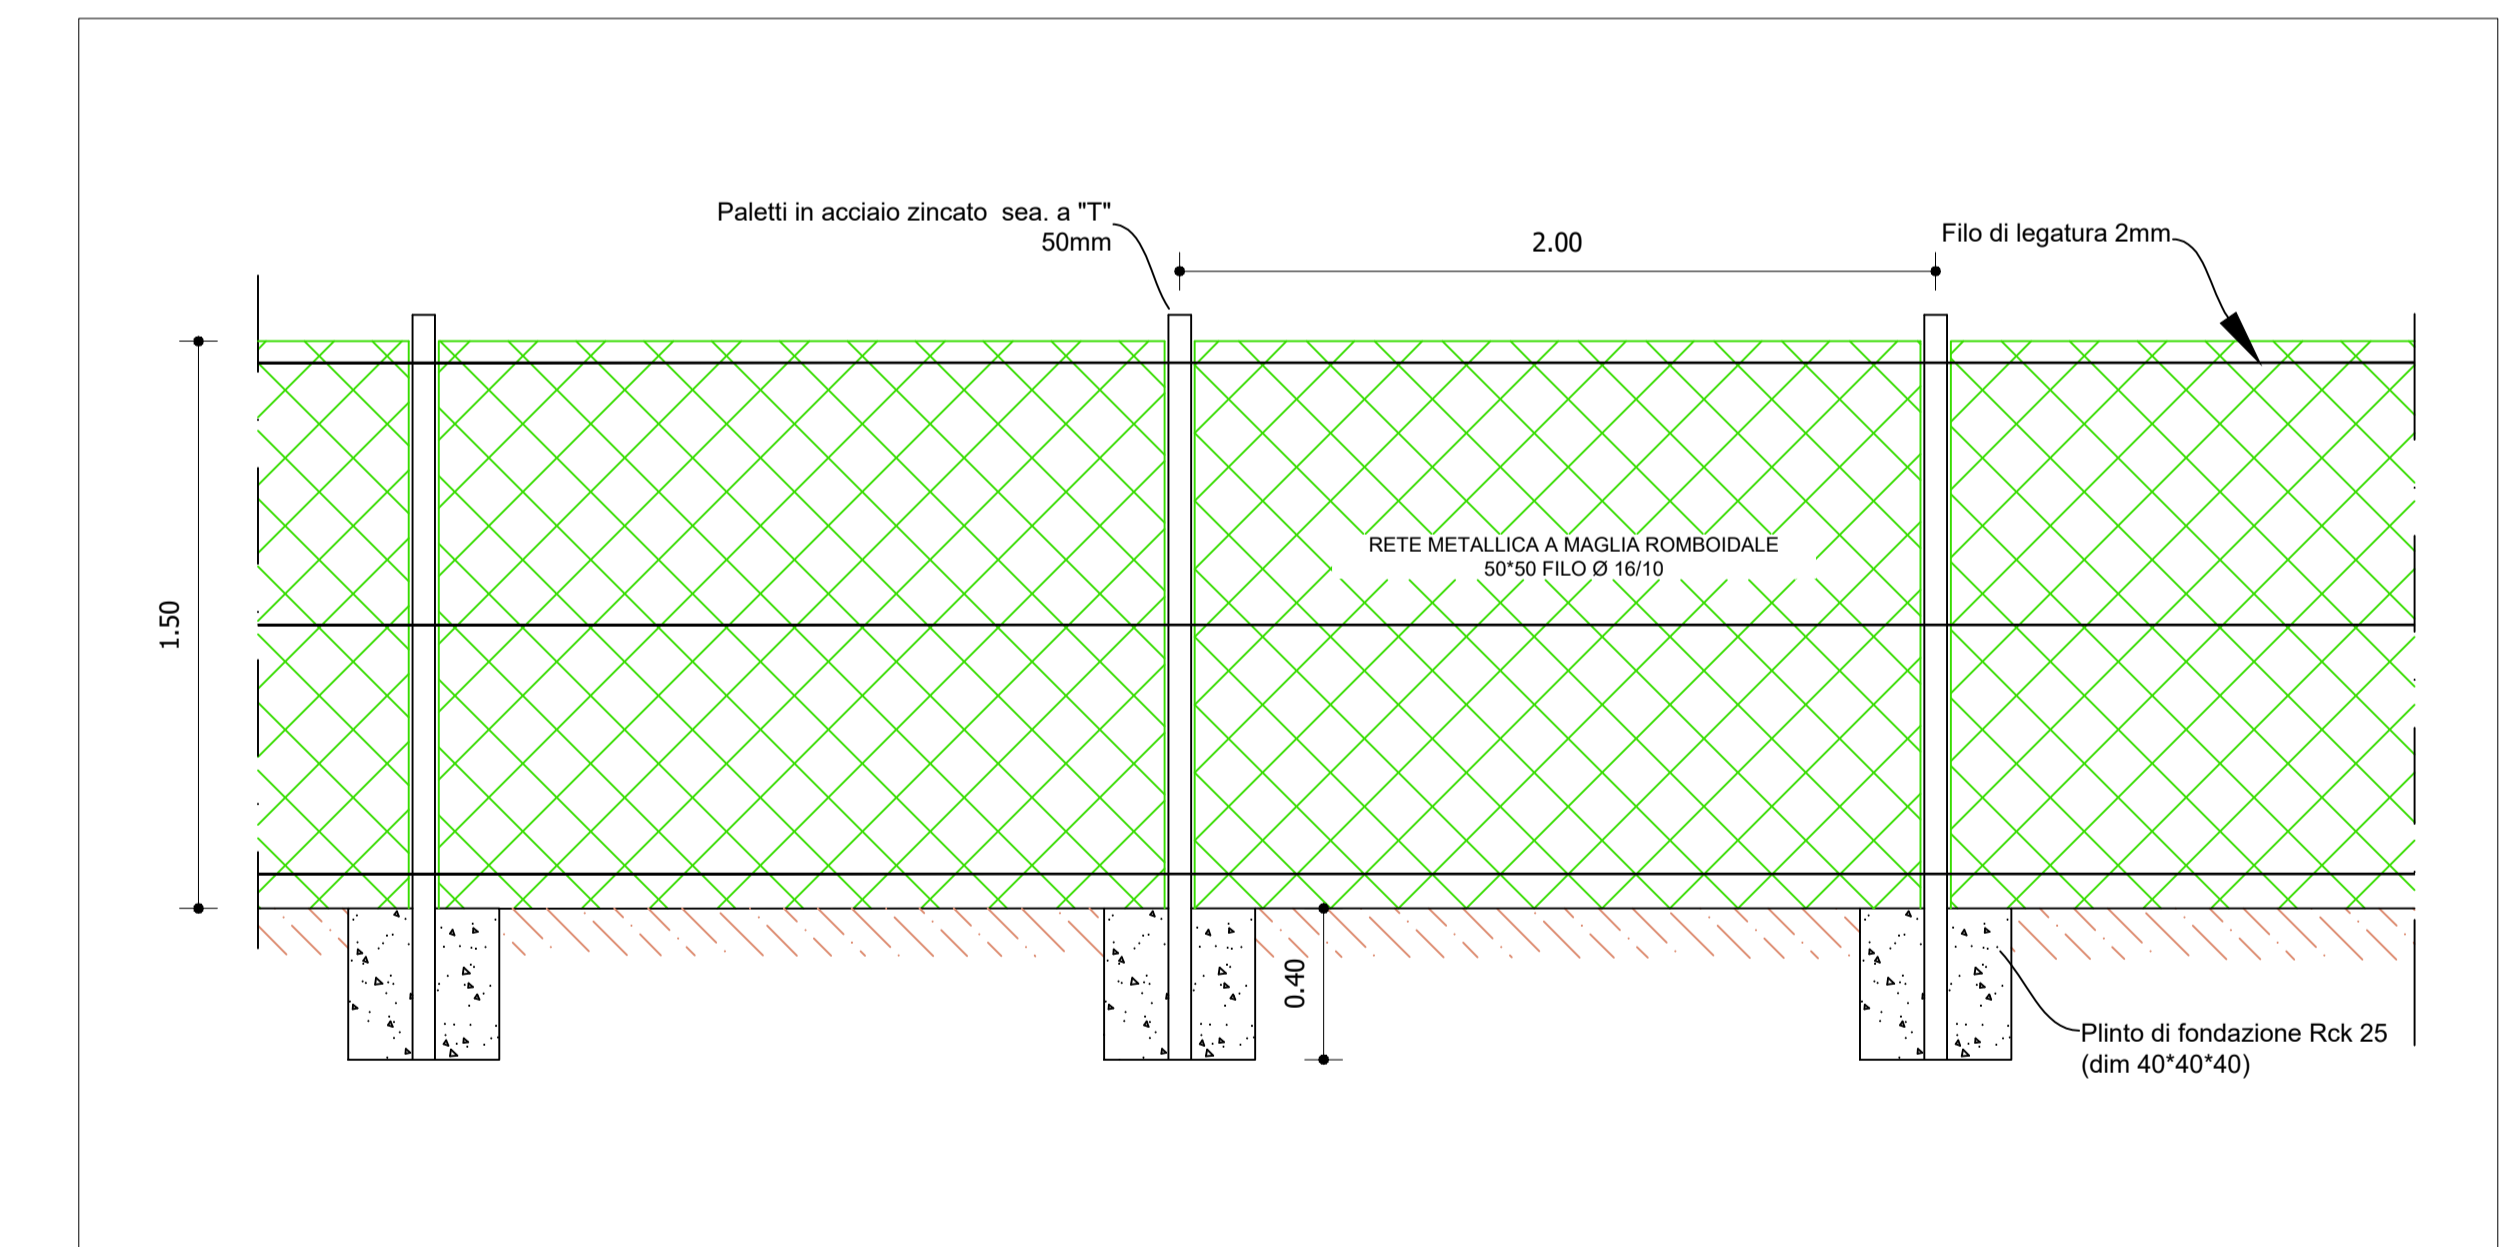 Paletti in acciaio zincato  sea. a "T"
50mm
2.00
Filo di legatura 2mm
RETE METALLICA A MAGLIA ROMBOIDALE
50*50 FILO Ø 16/10
1.50
0.40
Plinto di fondazione Rck 25
(dim 40*40*40)